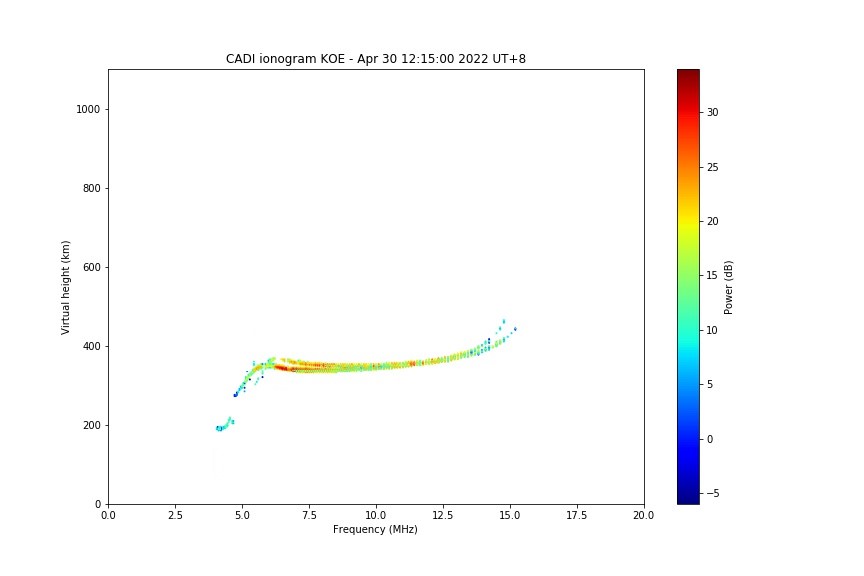 CADI ionogram KOE - Apr 30 12:15:00 2022 UT+8
1000
800
600
400
200
0
Virtual height (km)
0.0 2.5 5.0 7.5 10.0 12.5 15.0 17.5 20.0
Frequency (MHz)
30
25
20
15
10
5
0
−5
Power (dB)